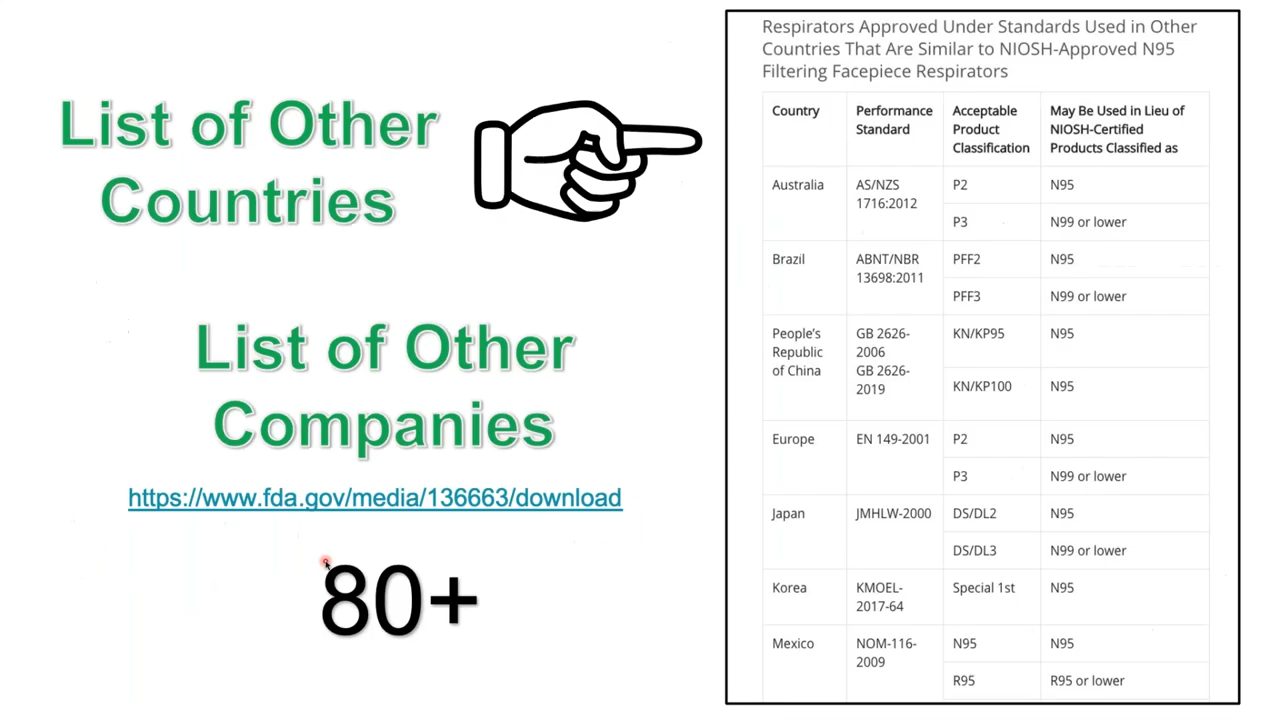 List of Other
Countries
List of Other
Companies
https://www.fda.gov/media/136663/download
80+
Respirators Approved Under Standards Used in Other
Countries That Are Similar to NIOSH-Approved N95
Filtering Facepiece Respirators
Country
Performance
Standard
Acceptable
Product
Classification
May Be Used in Lieu of
NIOSH-Certified
Products Classified as
Australia
AS/NZS
1716:2012
P2
N95
P3
N99 or lower
Brazil
ABNT/NBR
13698:2011
PFF2
N95
PFF3
N99 or lower
People's
Republic
of China
GB 2626-
2006
GB 2626-
2019
KN/KP95
N95
KN/KP100
N95
Europe
EN 149-2001
P2
N95
P3
N99 or lower
Japan
JMHLW-2000
DS/DL2
N95
DS/DL3
N99 or lower
Korea
KMOEL-
2017-64
Special 1st
N95
Mexico
NOM-116-
2009
N95
N95
R95
R95 or lower